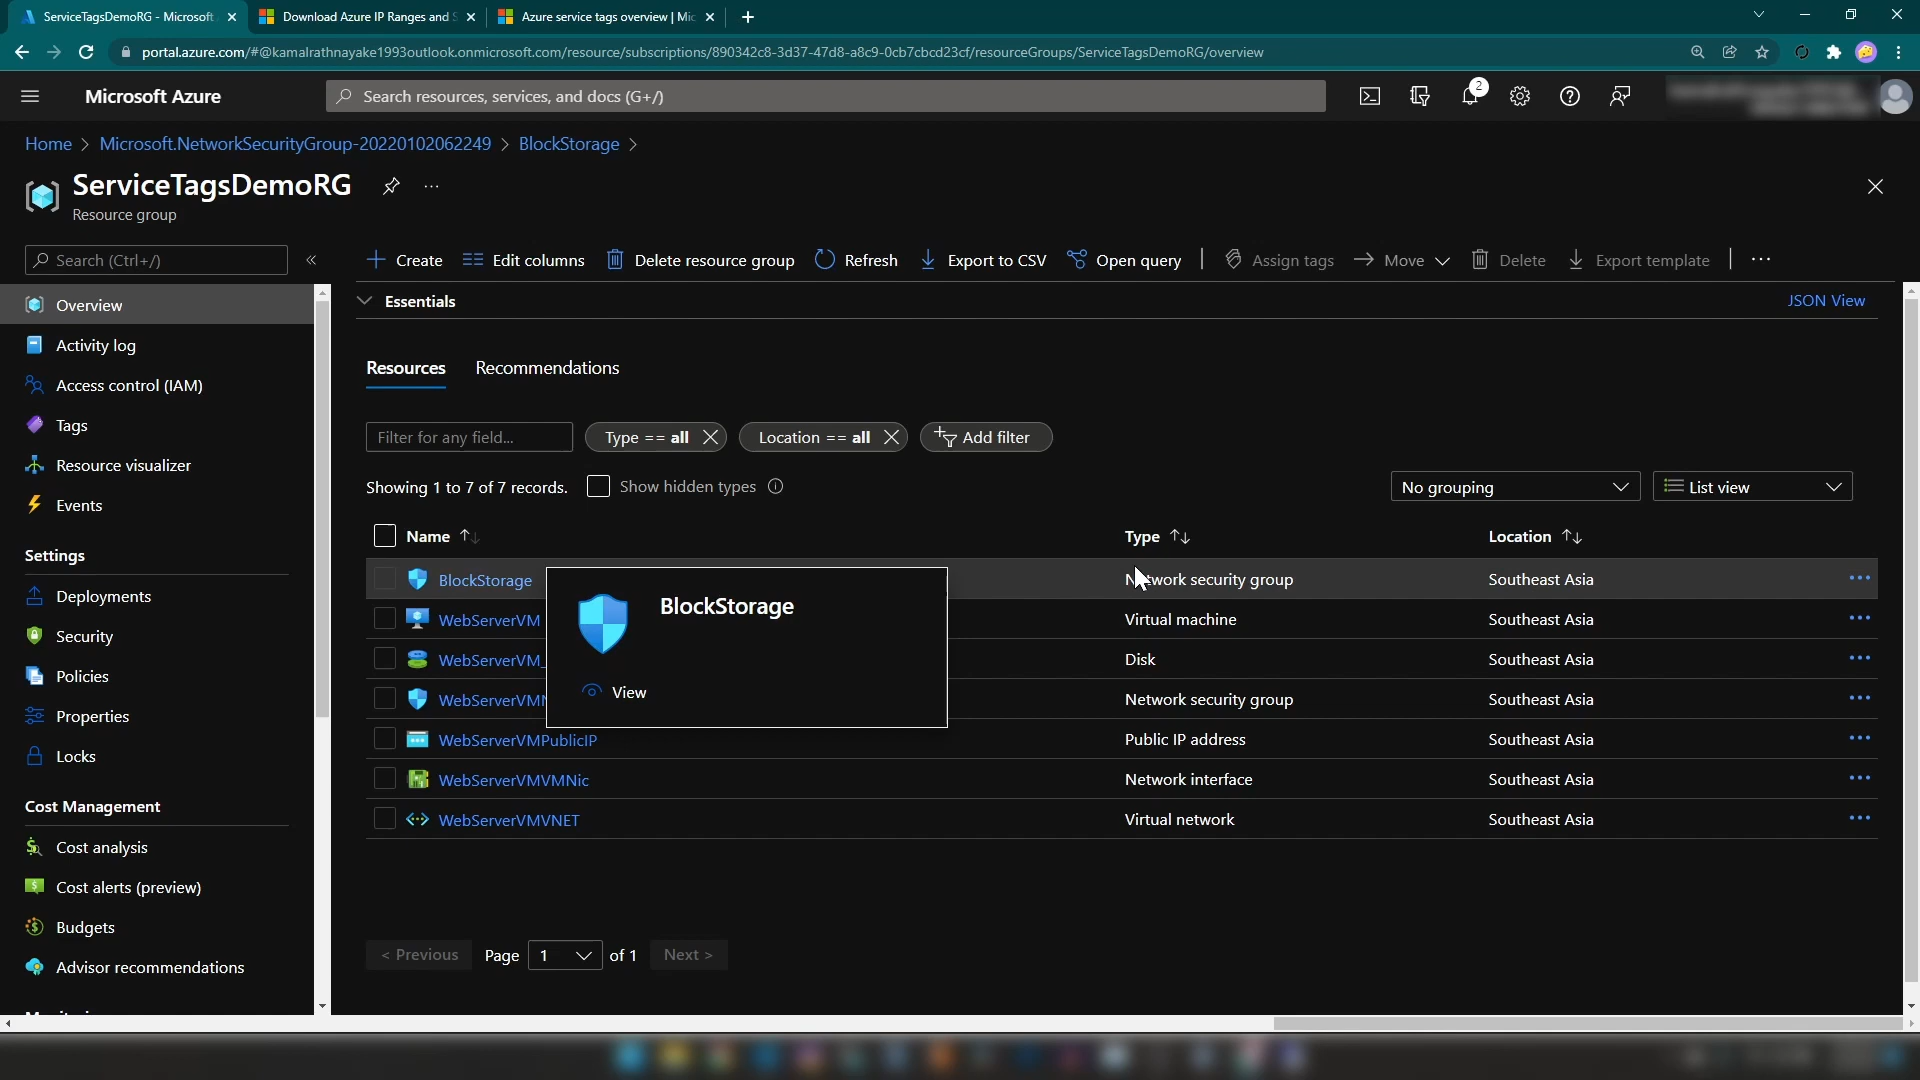 ServiceTagsDemoRG - Microsoft
Download Azure IP Ranges and S
Azure service tags overview | Mic
portal.azure.com/#@kamalrathnayake1993outlook.onmicrosoft.com/resource/subscriptions/890342c8-3d37-47d8-a8c9-0cb7cbcd23cf/resourceGroups/ServiceTagsDemoRG/overview
Microsoft Azure
Search resources, services, and docs (G+/)
2
Home > Microsoft.NetworkSecurityGroup-20220102062249 > BlockStorage >
ServiceTagsDemoRG
Resource group
Search (Ctrl+/)
Create Edit columns Delete resource group Refresh Export to CSV Open query Assign tags Move Delete Export template
Overview
Activity log
Access control (IAM)
Tags
Resource visualizer
Events
Settings
Deployments
Security
Policies
Properties
Locks
Cost Management
Cost analysis
Cost alerts (preview)
Budgets
Advisor recommendations
Essentials
JSON View
Resources Recommendations
Filter for any field...
Type == all
Location == all
Add filter
Showing 1 to 7 of 7 records.
Show hidden types
No grouping
List view
Name Type Location
BlockStorage Network security group Southeast Asia
WebServerVM Virtual machine Southeast Asia
WebServerVM_ Disk Southeast Asia
WebServerVMN Network security group Southeast Asia
WebServerVMPublicIP Public IP address Southeast Asia
WebServerVMVMNic Network interface Southeast Asia
WebServerVMVNET Virtual network Southeast Asia
BlockStorage
View
< Previous Page 1 of 1 Next >